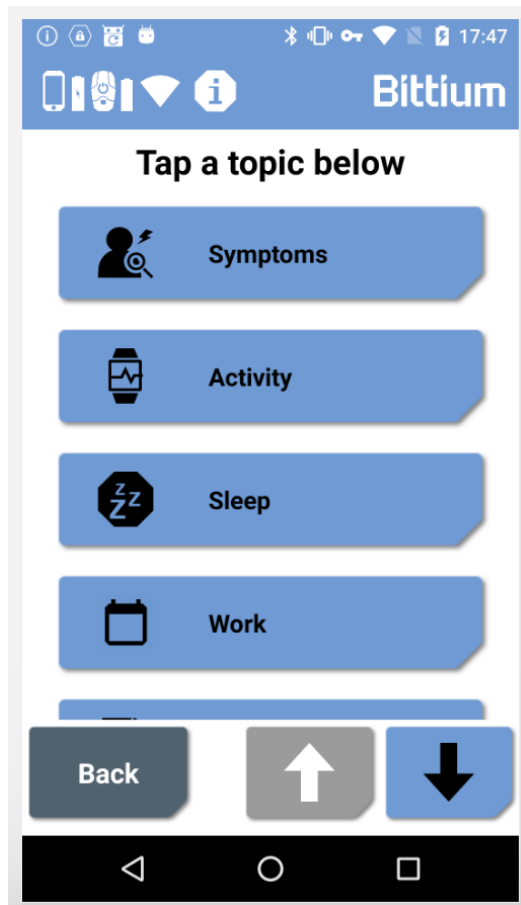 17:47
Bittium
Tap a topic below
Symptoms
Activity
Sleep
Work
Back